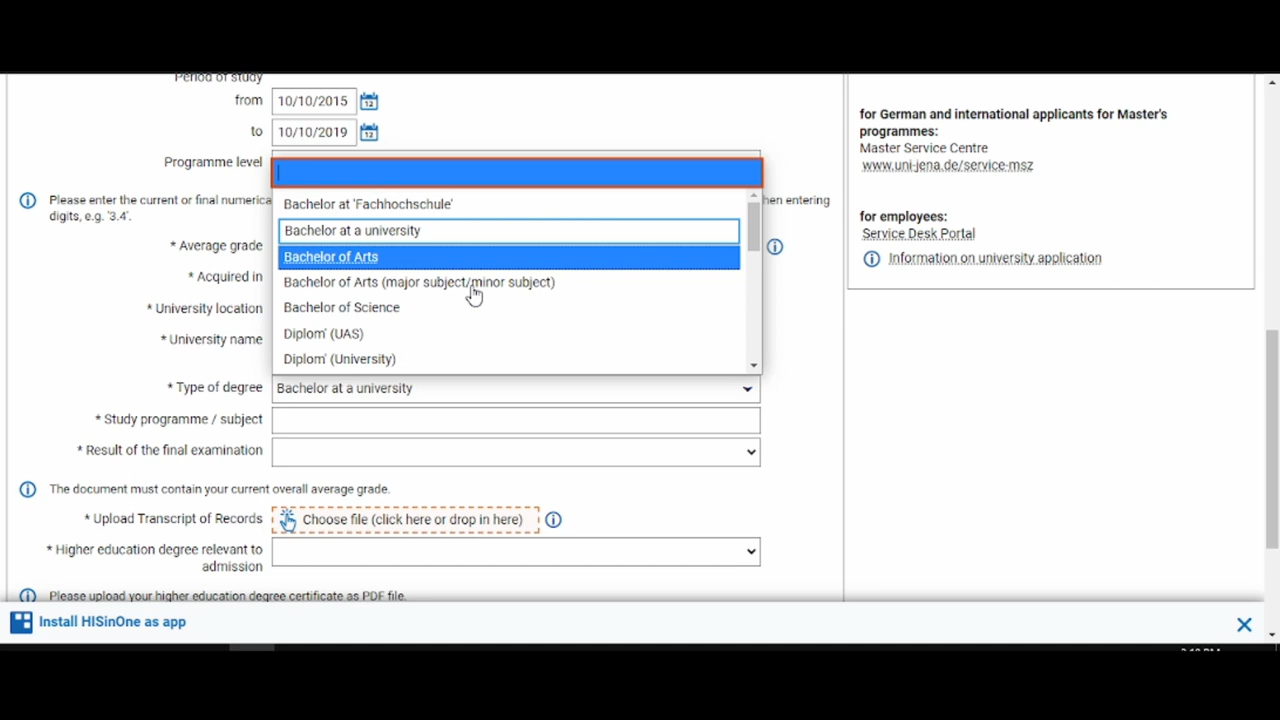 Period of study
from 10/10/2015
to 10/10/2019
Programme level
Please enter the current or final numerica
hen entering
digits, e.g. '3.4'.
Bachelor at 'Fachhochschule'
Bachelor at a university
Bachelor of Arts
Bachelor of Arts (major subject/minor subject)
Bachelor of Science
Diplom' (UAS)
Diplom' (University)
* Average grade
* Acquired in
* University location
* University name
* Type of degree Bachelor at a university
* Study programme / subject
* Result of the final examination
The document must contain your current overall average grade.
* Upload Transcript of Records Choose file (click here or drop in here)
* Higher education degree relevant to
admission
Please upload your higher education degree certificate as PDF file.
for German and international applicants for Master's
programmes:
Master Service Centre
www.uni-jena.de/service-msz
for employees:
Service Desk Portal
Information on university application
Install HISinOne as app